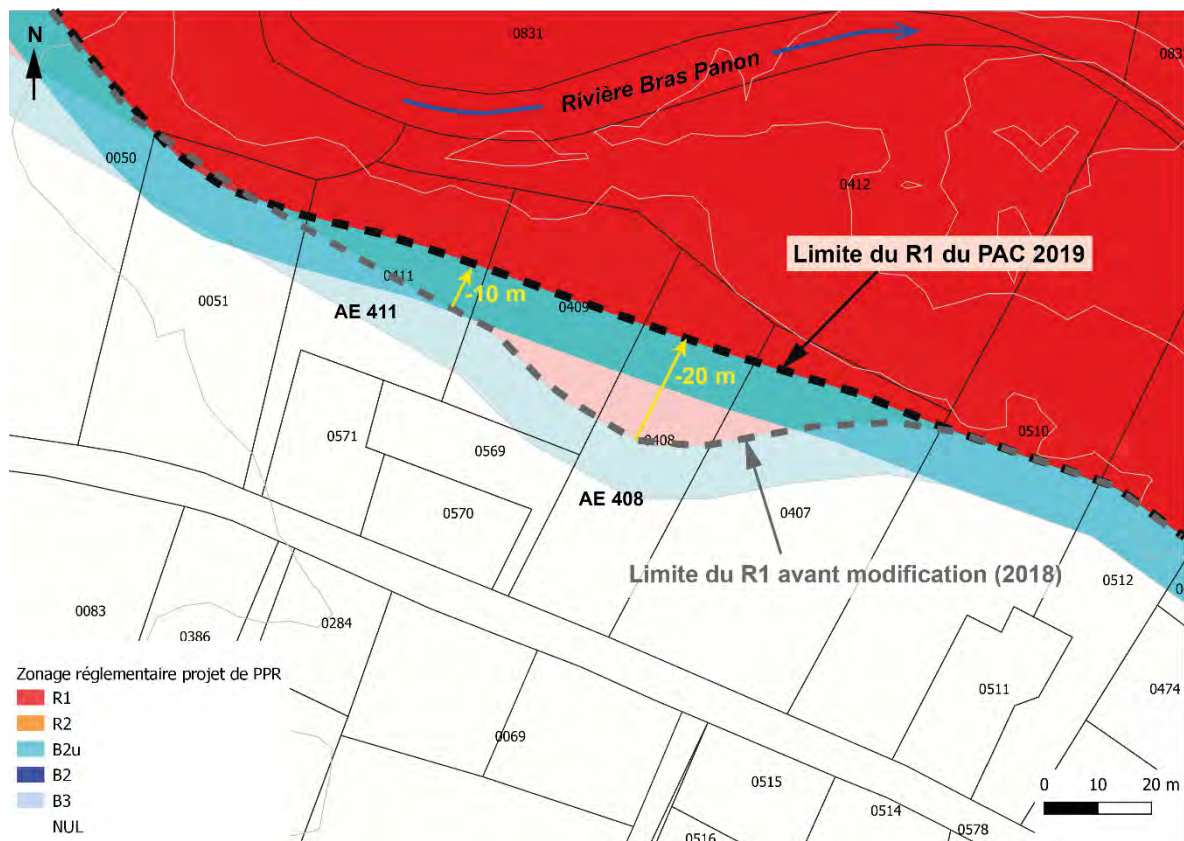 N
0831
083
Rivière Bras Panon
0050
0412
Limite du R1 du PAC 2019
0411
-10 m
0409
0051
AE 411
-20 m
0510
0408
0571
0569
AE 408
0407
0570
Limite du R1 avant modification (2018)
0512
0
0083
0386
0284
0511
0474
Zonage réglementaire projet de PPR
R1
R2
B2u
B2
B3
NUL
0069
0515
0514
0516
0578
0 10 20 m